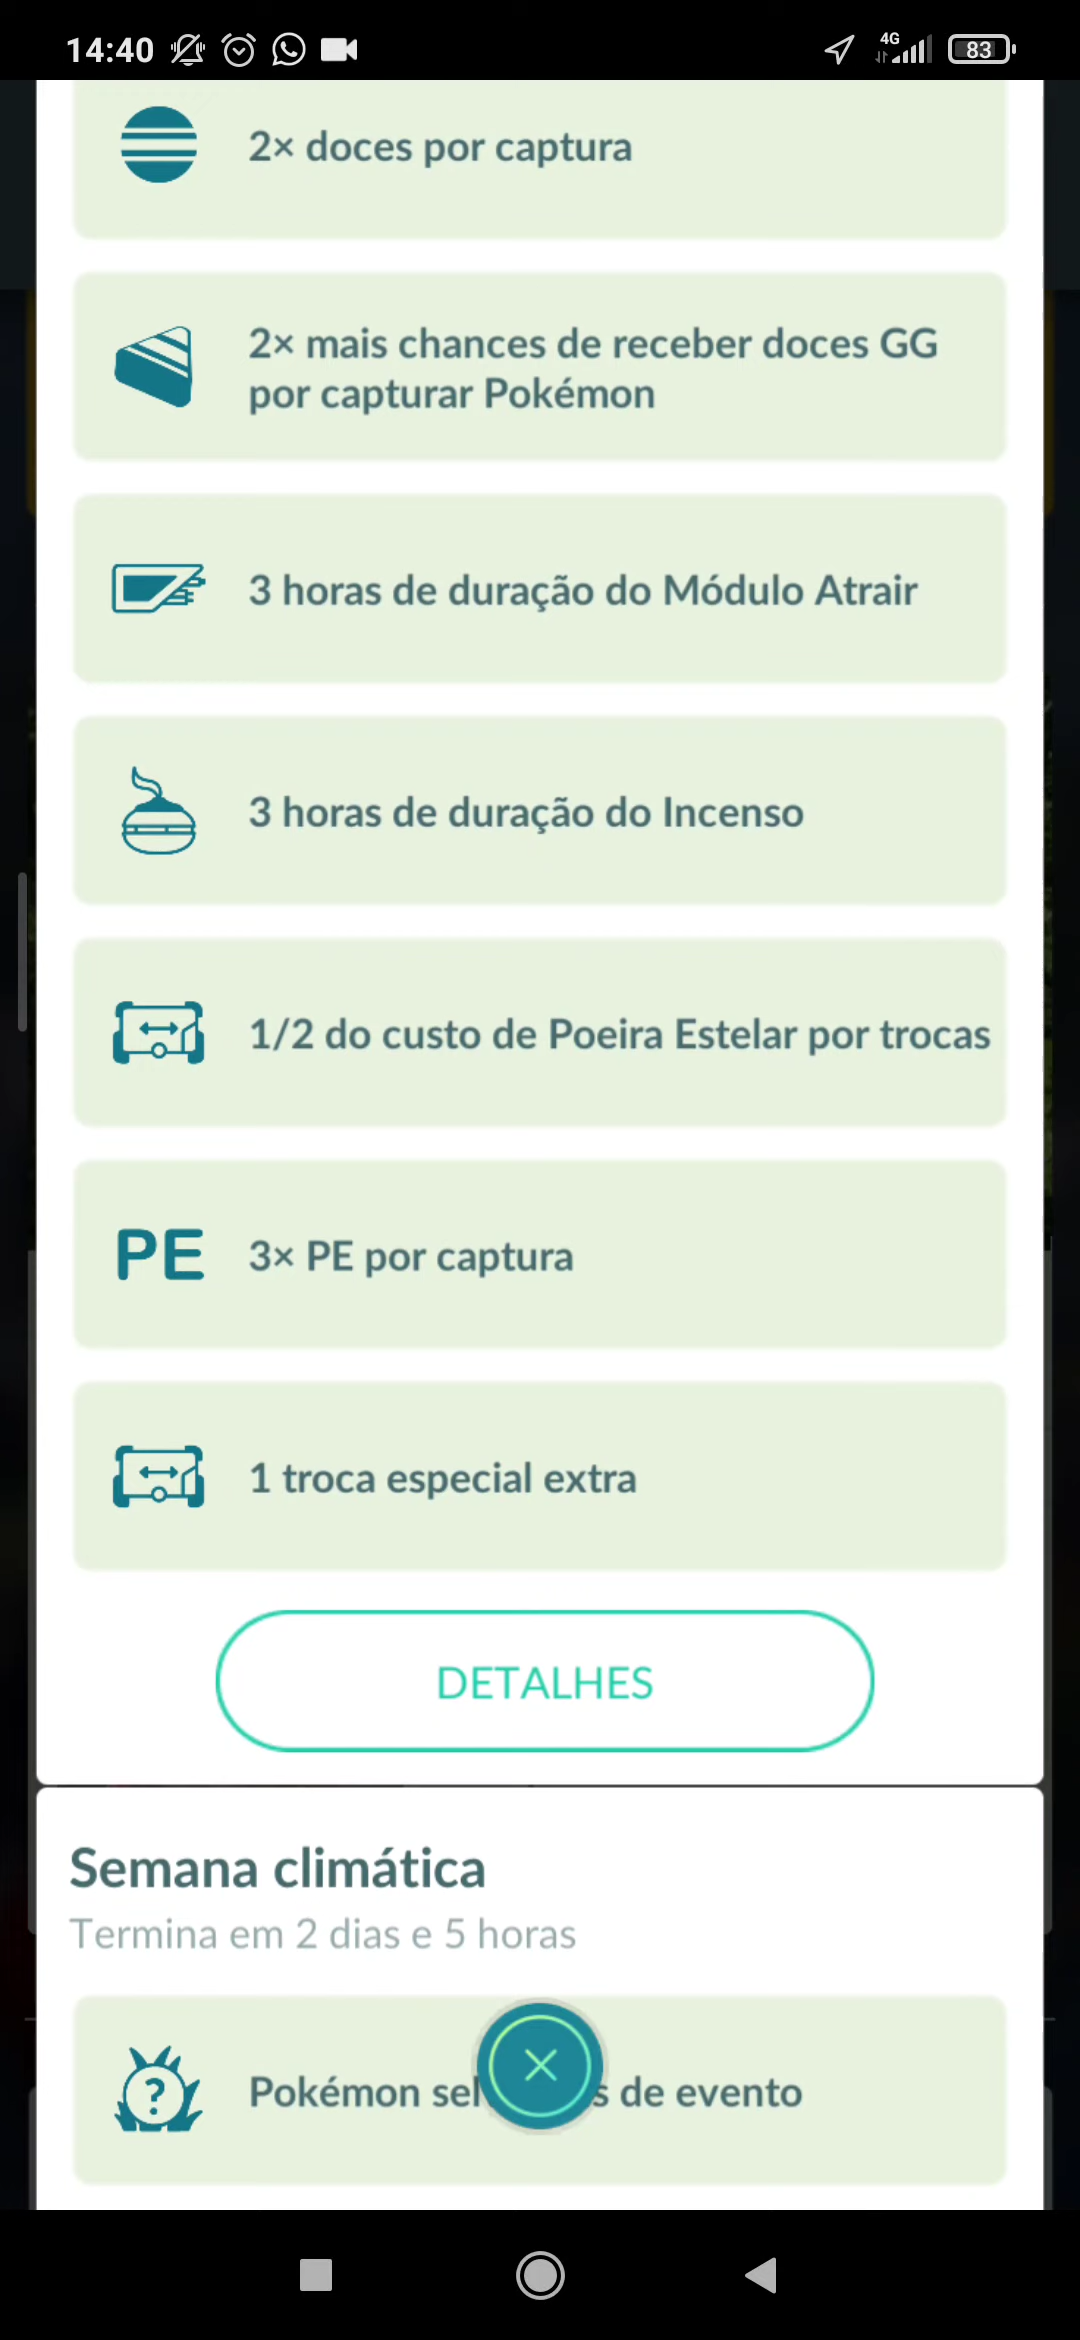 14:40
4G
83
2× doces por captura
2× mais chances de receber doces GG
por capturar Pokémon
3 horas de duração do Módulo Atrair
3 horas de duração do Incenso
1/2 do custo de Poeira Estelar por trocas
PE 3× PE por captura
1 troca especial extra
DETALHES
Semana climática
Termina em 2 dias e 5 horas
? Pokémon de evento